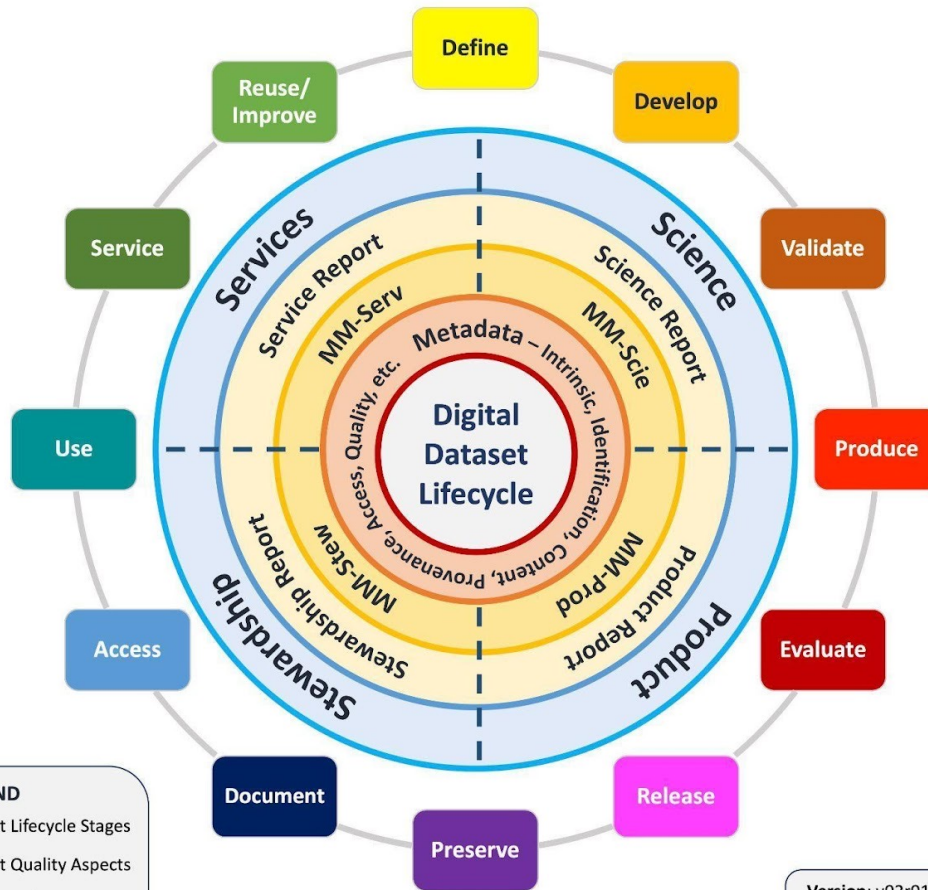 Define
Develop
Validate
Produce
Evaluate
Release
Preserve
Document
Access
Use
Service
Reuse/
Improve
Services
Science
Product
Stewardship
Service Report
Science Report
Product Report
Stewardship Report
MM-Serv
MM-Scie
MM-Prod
MM-Stew
Metadata – Intrinsic, Identification, Content, Provenance, Access, Quality, etc.
Digital
Dataset
Lifecycle
ND
t Lifecycle Stages
t Quality Aspects